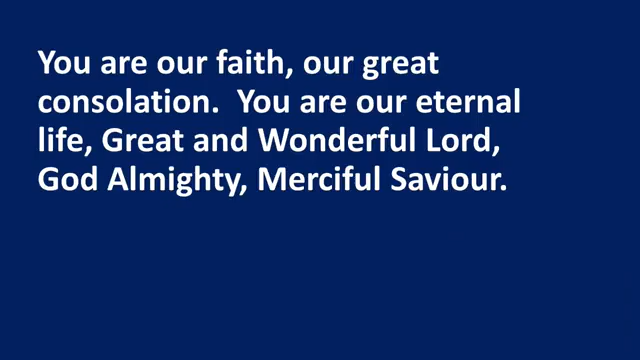 You are our faith, our great
consolation.  You are our eternal
life, Great and Wonderful Lord,
God Almighty, Merciful Saviour.